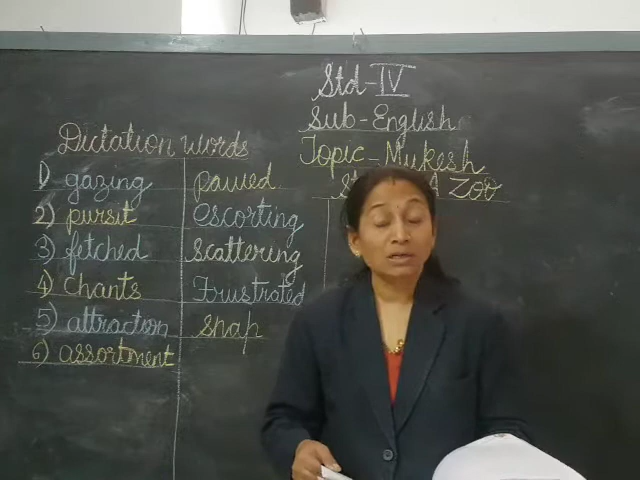 Std-IV
Sub-English
Topic-Mukesh
A Zoo
Dictation words
1) gazing
2) pursit
3) fetched
4) Chants
5) attraction
6) assortment
pawed
escorting
scattering
Frustrated
snap